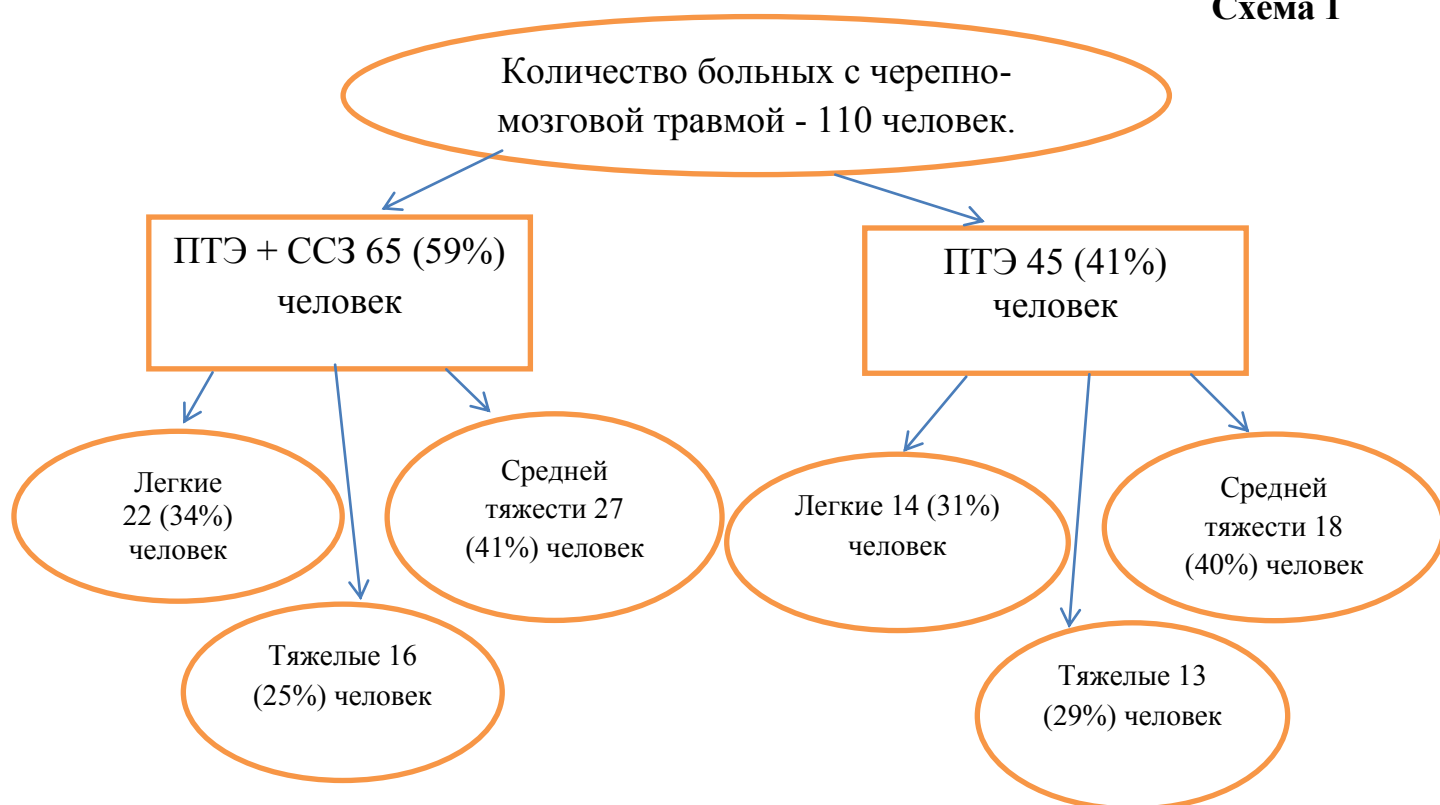 Схема 1
Количество больных с черепно-
мозговой травмой - 110 человек.
ПТЭ + ССЗ 65 (59%)
человек
ПТЭ 45 (41%)
человек
Легкие
22 (34%)
человек
Средней
тяжести 27
(41%) человек
Легкие 14 (31%)
человек
Средней
тяжести 18
(40%) человек
Тяжелые 16
(25%) человек
Тяжелые 13
(29%) человек